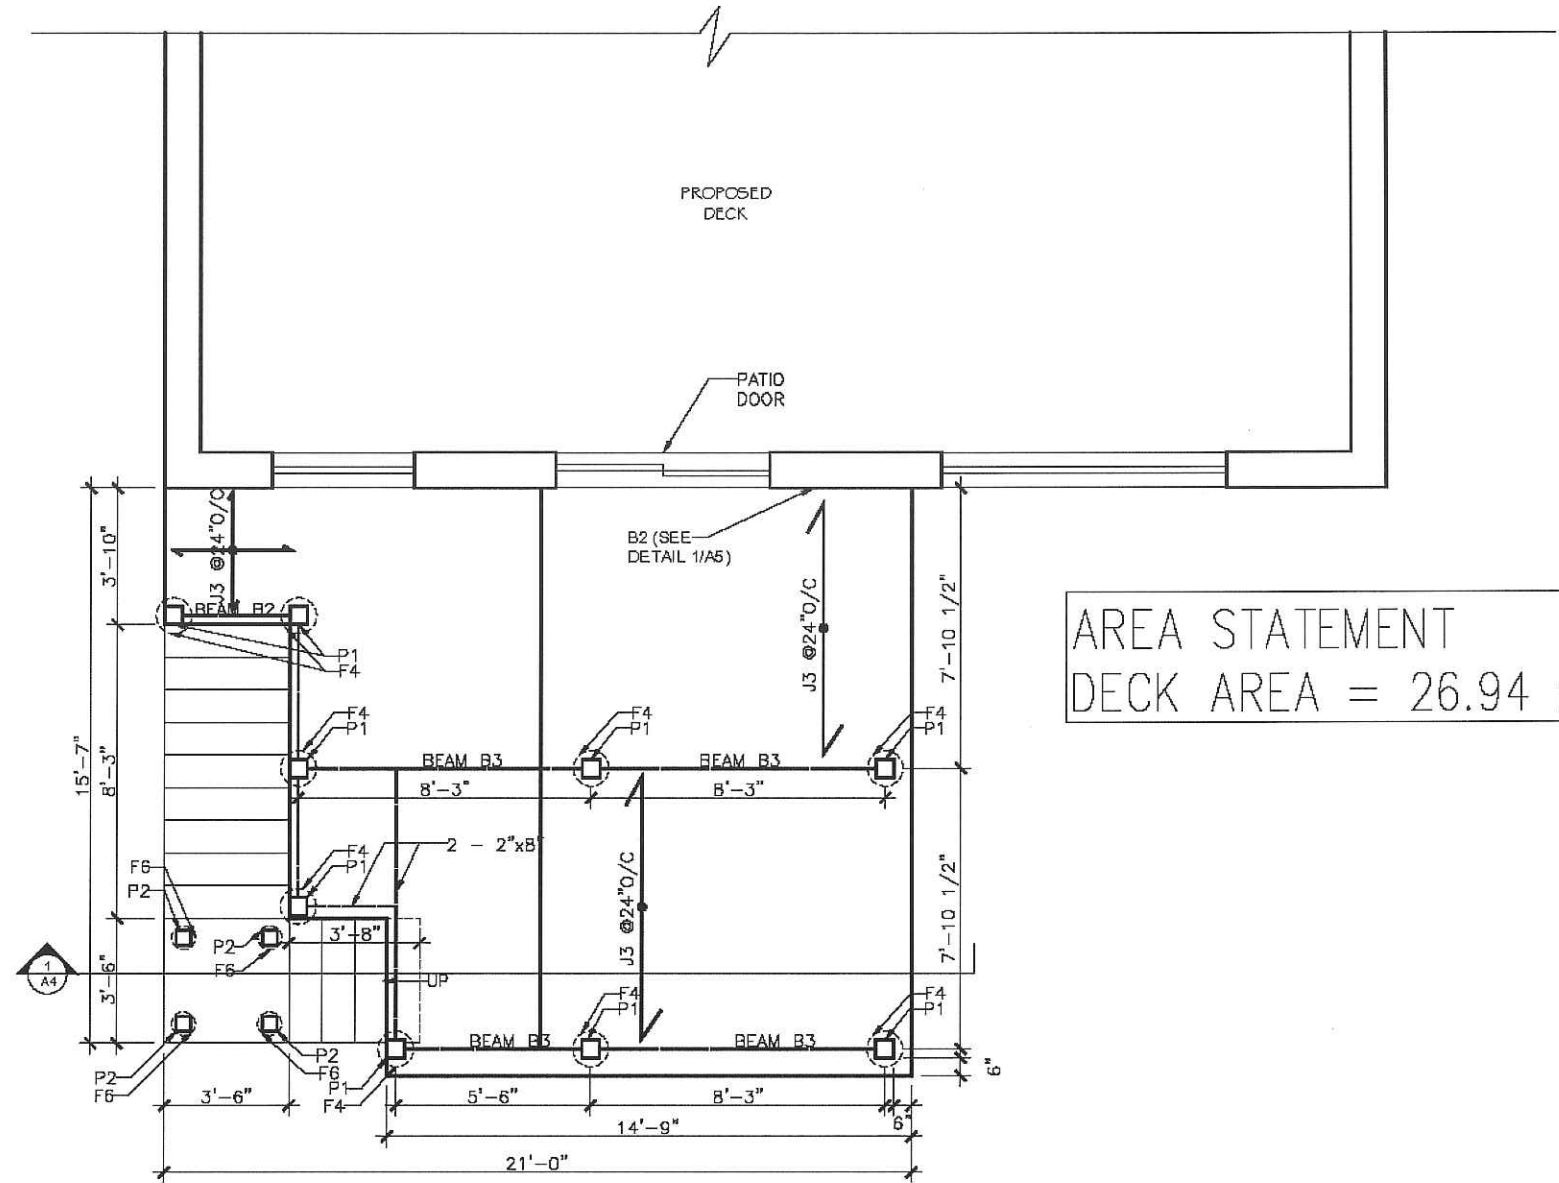 PROPOSED
DECK
PATIO
DOOR
B2 (SEE
DETAIL 1/A5)
J3 @24"O/C
3'-10"
BEAM B2
P1
F4
J3 @24"O/C
7'-10 1/2"
AREA STATEMENT
DECK AREA = 26.94
F4
P1
F4
P1
F4
P1
BEAM B3
BEAM B3
8'-3"
8'-3"
15'-7"
8'-3"
2 - 2"x8'
F4
P1
F6
P2
J3 @24"O/C
7'-10 1/2"
P2
F6
3'-8"
UP
1
A4
3'-6"
F4
P1
F4
P1
BEAM B3
BEAM B3
P2
F6
P2
F6
P1
F4
6"
3'-6"
5'-6"
8'-3"
6"
14'-9"
21'-0"